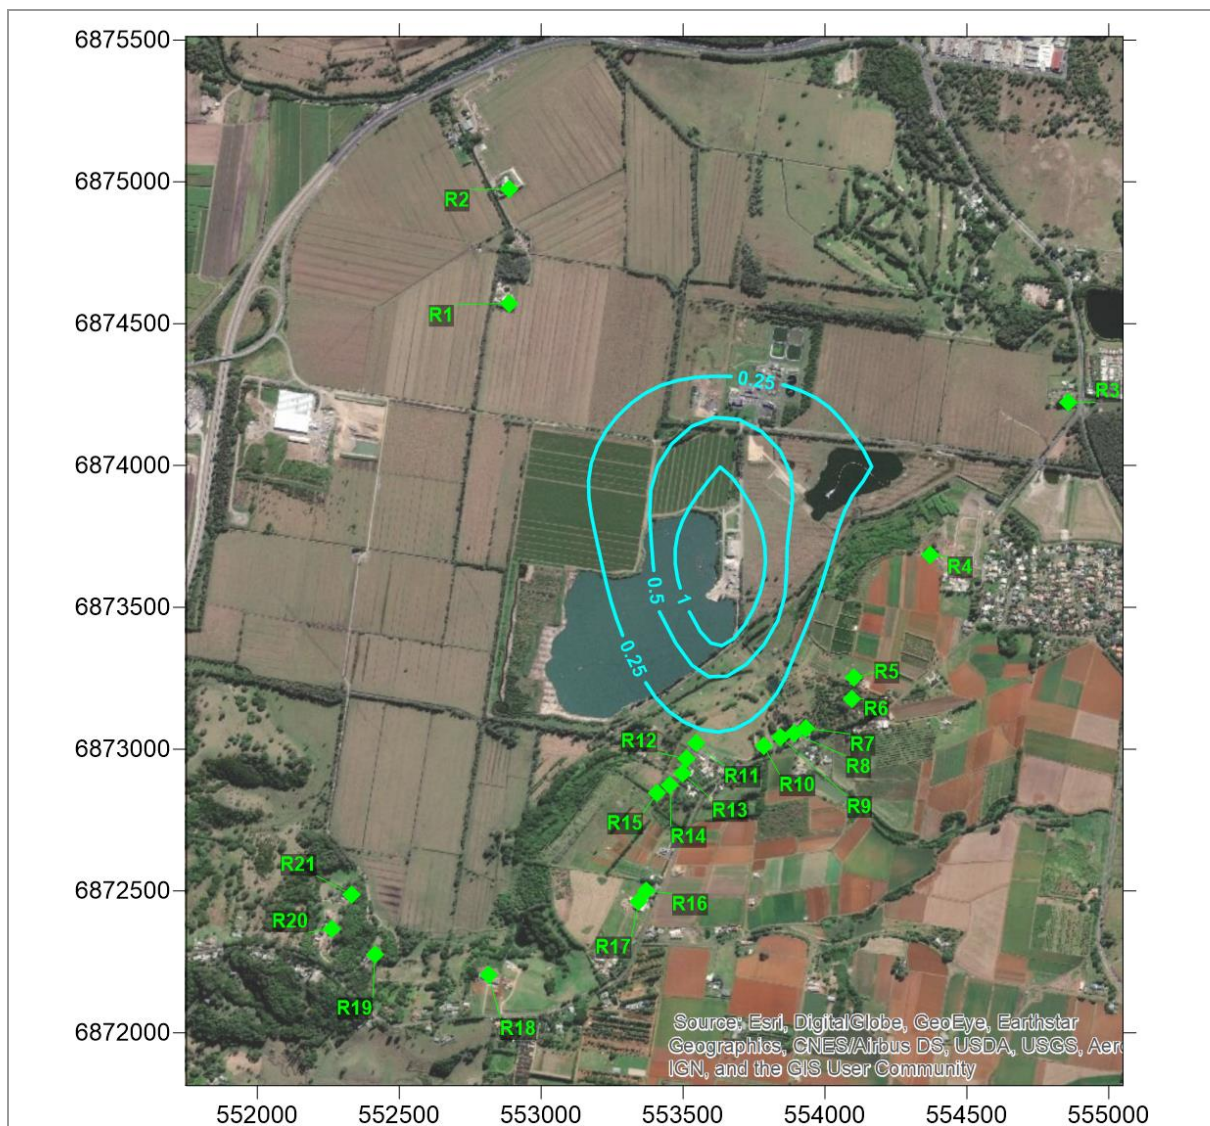 6875500
R2
6875000
R1
6874500
R3
0.25
6874000
R4
0.5
1
6873500
0.25
R5
R6
R12
R7
6873000
R11
R8
R10
R9
R13
R15
R14
R21
6872500
R16
R20
R17
R19
R18
6872000
Source: Esri, DigitalGlobe, GeoEye, Earthstar
Geographics, CNES/Airbus DS, USDA, USGS, Aer
IGN, and the GIS User Community
552000 552500 553000 553500 554000 554500 555000